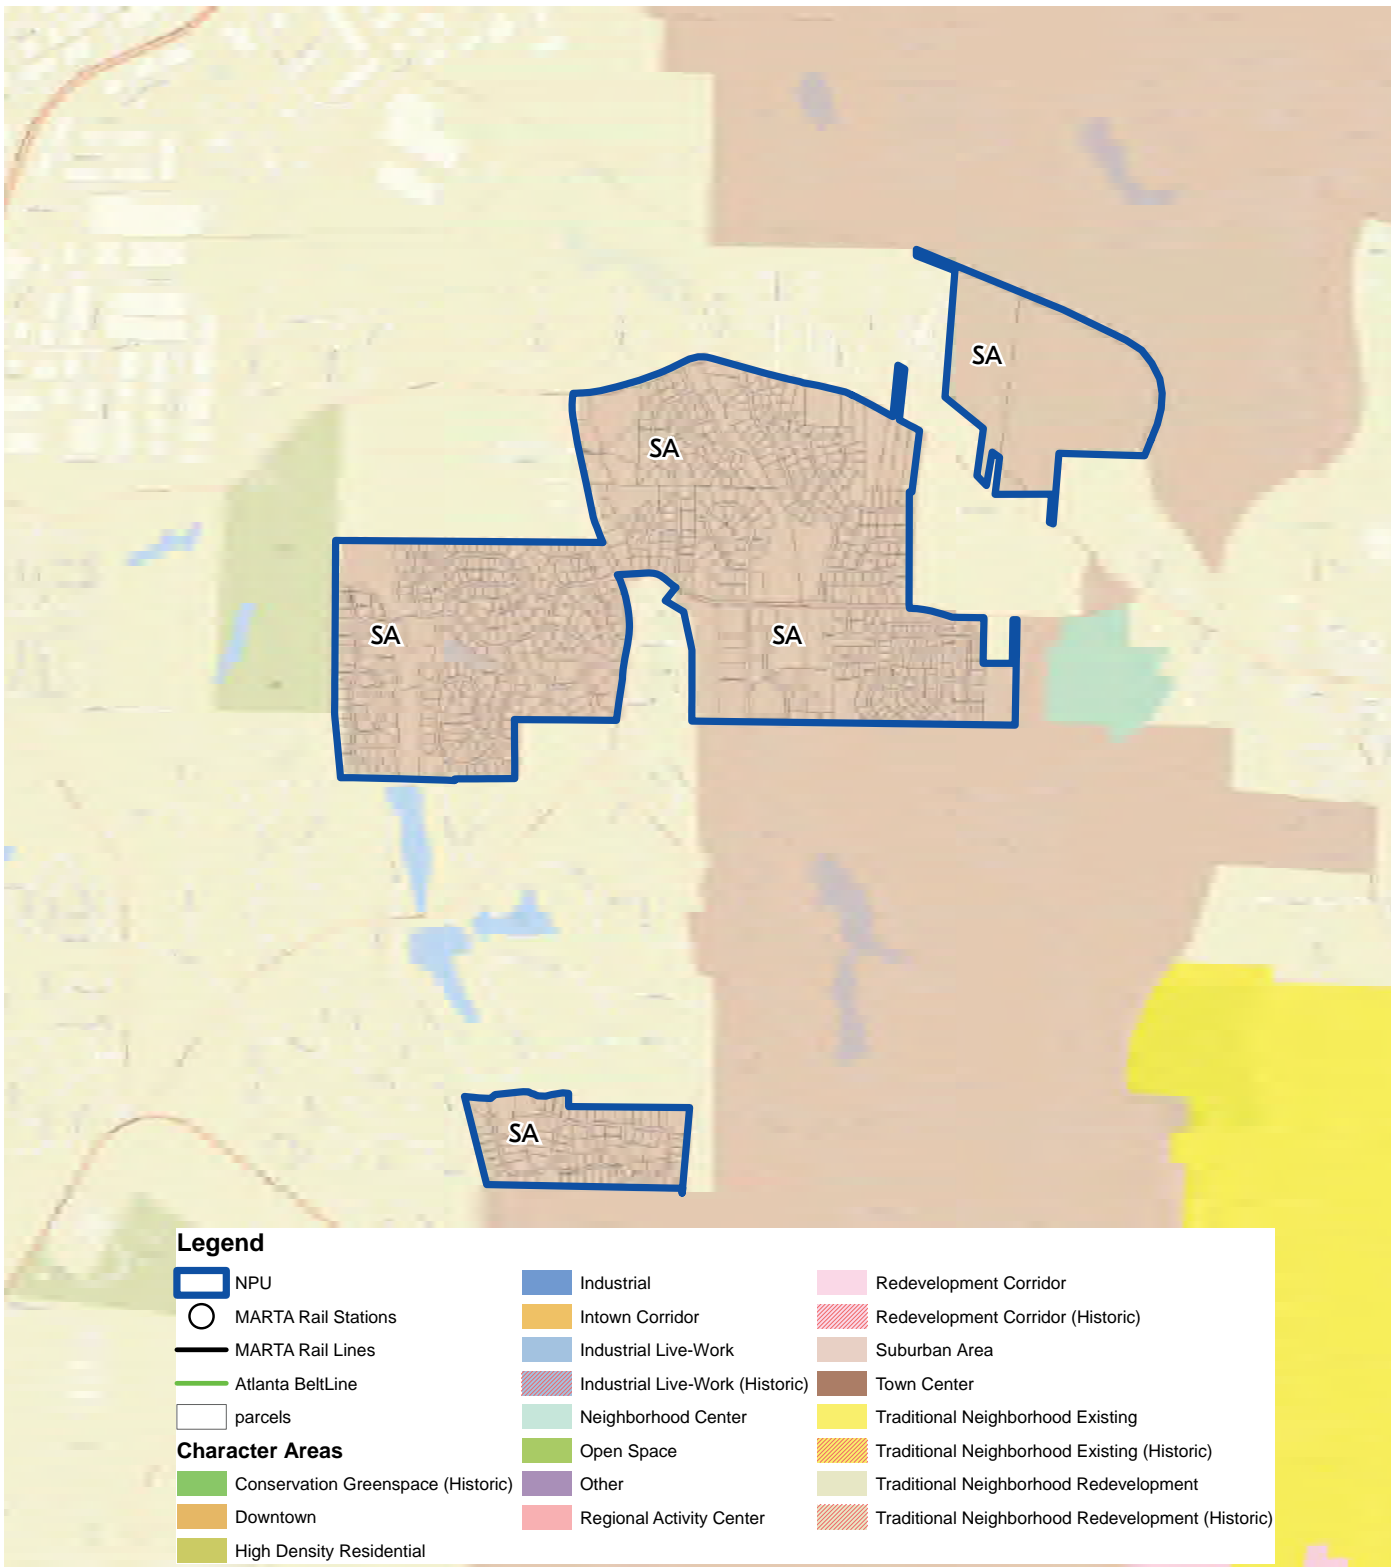 SA
SA
SA
SA
SA
Legend
NPU
MARTA Rail Stations
MARTA Rail Lines
Atlanta BeltLine
parcels
Character Areas
Conservation Greenspace (Historic)
Downtown
High Density Residential
Industrial
Intown Corridor
Industrial Live-Work
Industrial Live-Work (Historic)
Neighborhood Center
Open Space
Other
Regional Activity Center
Redevelopment Corridor
Redevelopment Corridor (Historic)
Suburban Area
Town Center
Traditional Neighborhood Existing
Traditional Neighborhood Existing (Historic)
Traditional Neighborhood Redevelopment
Traditional Neighborhood Redevelopment (Historic)